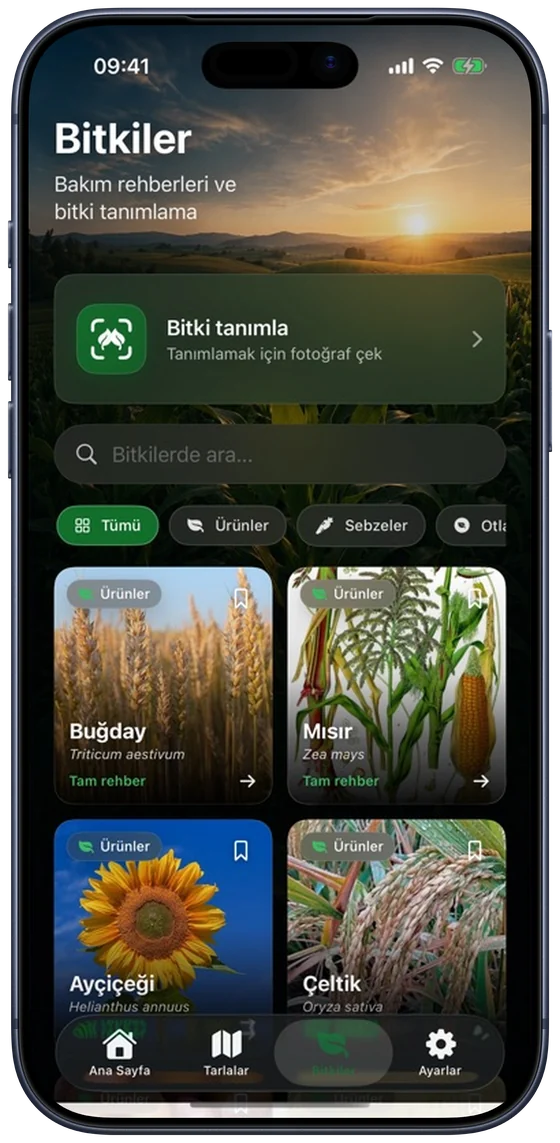 09:41
Bitkiler
Bakım rehberleri ve
bitki tanımlama
Bitki tanımla
Tanımlamak için fotoğraf çek
Bitkilerde ara...
Tümü
Ürünler
Sebzeler
Otla
Ürünler
Ürünler
Buğday
Mısır
Triticum aestivum
Zea mays
Tam rehber
Tam rehber
Ürünler
Ürünler
Ayçiçeği
Çeltik
Helianthus annuus
Oryza sativa
Ana Sayfa
Tarlalar
Bitkiler
Ayarlar